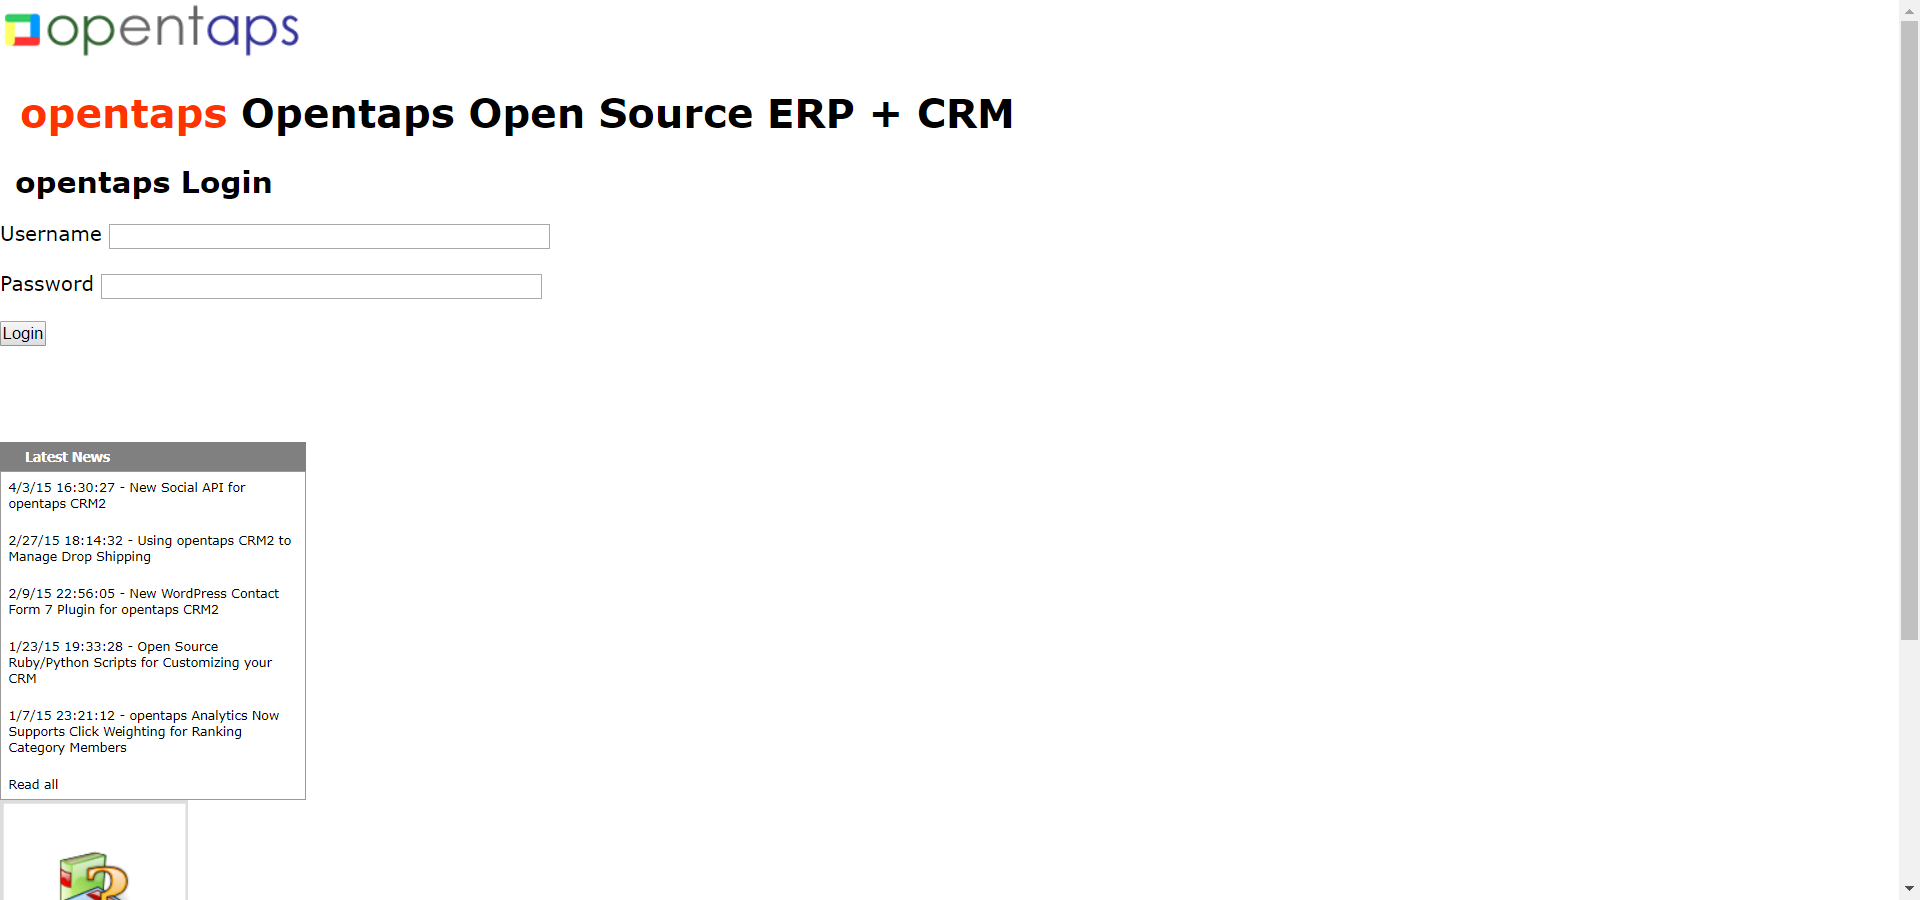 opentaps
opentaps Opentaps Open Source ERP + CRM
opentaps Login
Username
Password
Login
Latest News
4/3/15 16:30:27 - New Social API for
opentaps CRM2
2/27/15 18:14:32 - Using opentaps CRM2 to
Manage Drop Shipping
2/9/15 22:56:05 - New WordPress Contact
Form 7 Plugin for opentaps CRM2
1/23/15 19:33:28 - Open Source
Ruby/Python Scripts for Customizing your
CRM
1/7/15 23:21:12 - opentaps Analytics Now
Supports Click Weighting for Ranking
Category Members
Read all